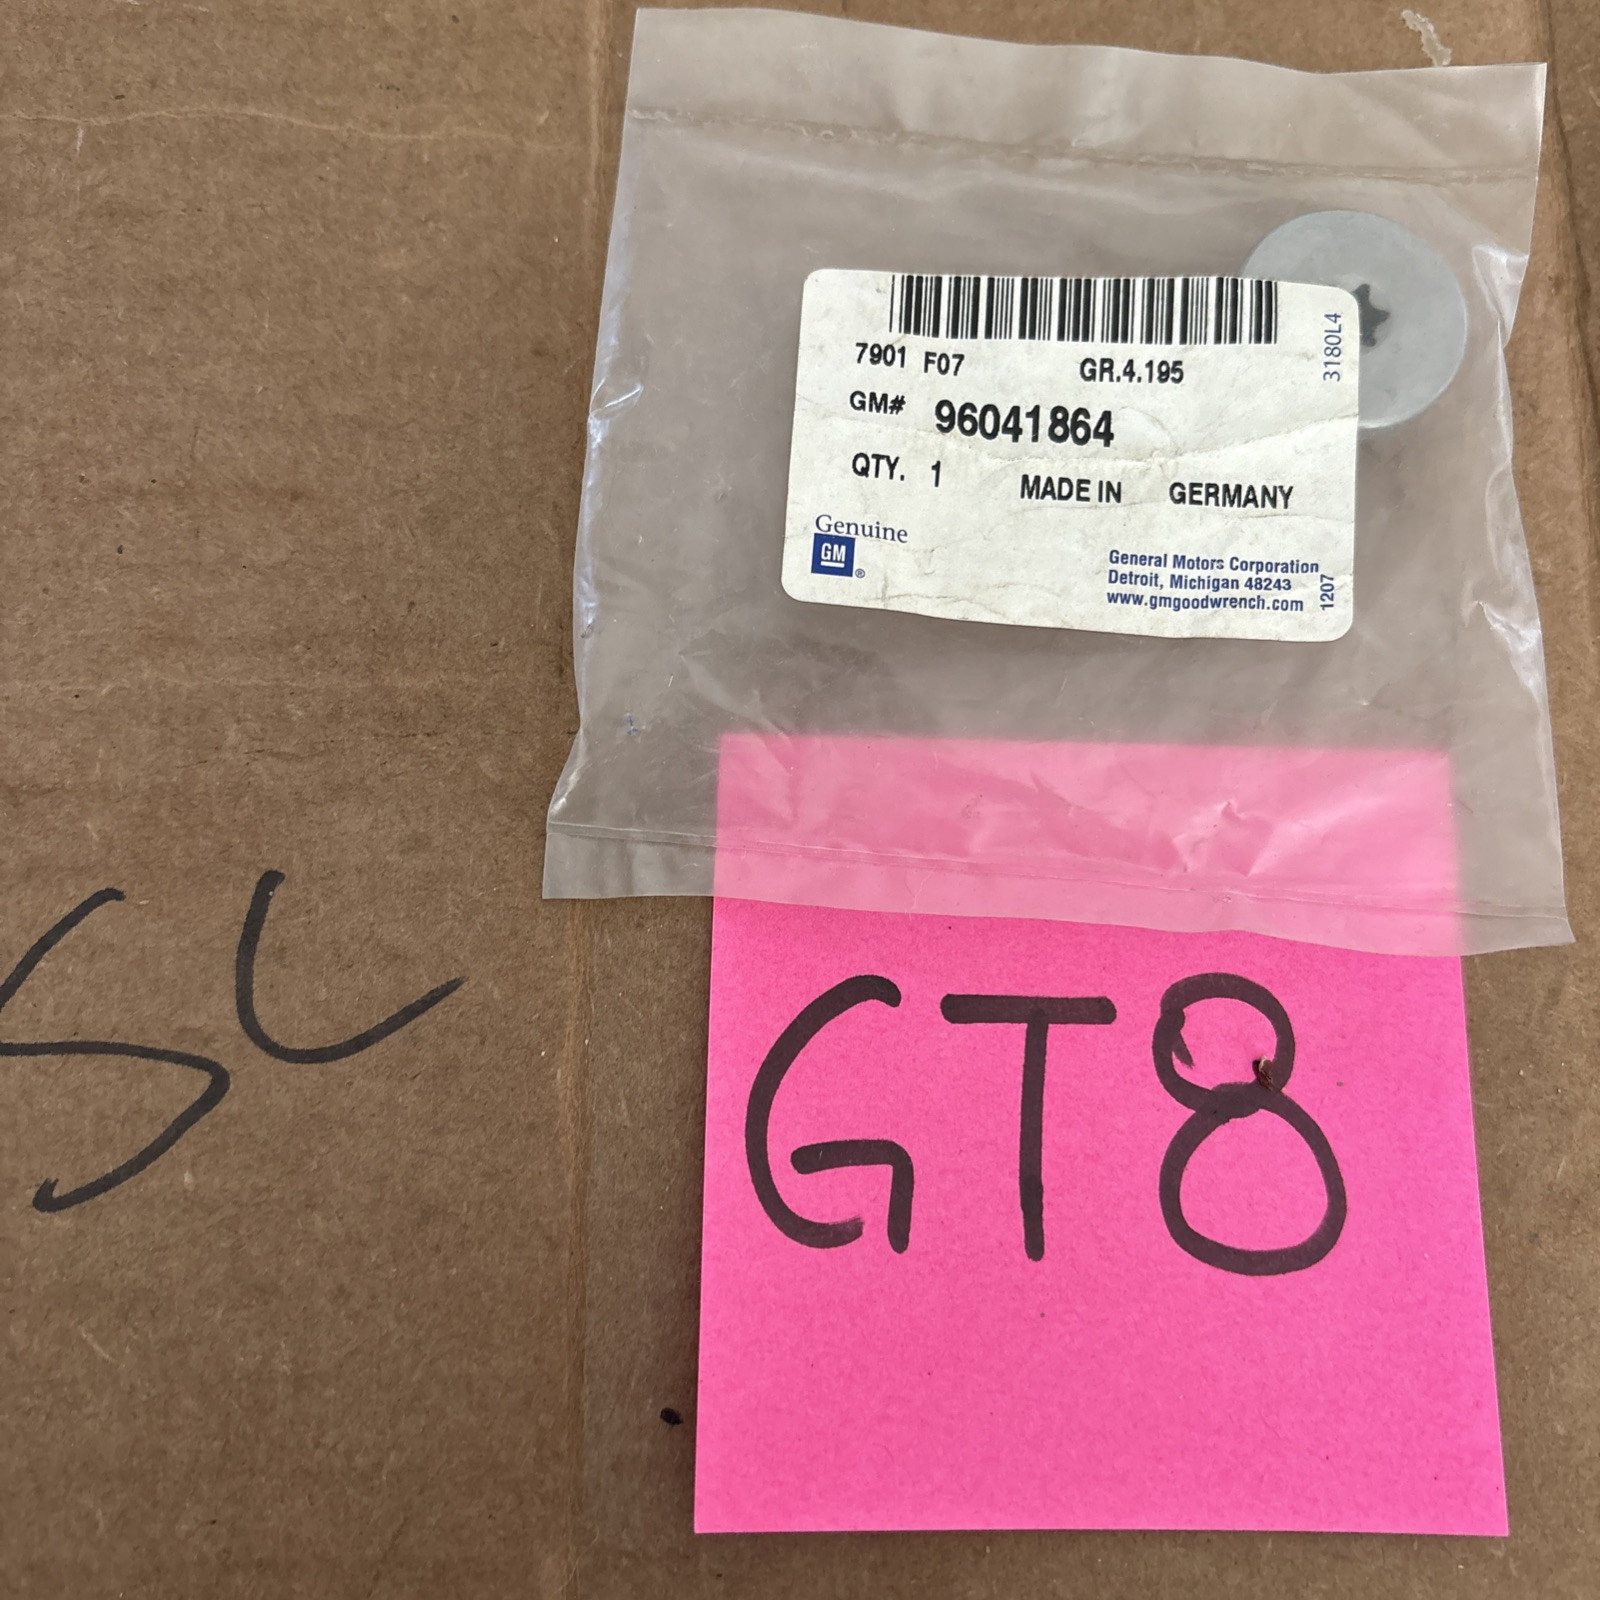 3180L4
7901 F07 GR.4.195
GM# 96041864
QTY. 1 MADE IN GERMANY
Genuine
GM ®
General Motors Corporation
Detroit, Michigan 48243
www.gmgoodwrench.com
1207
SL
GT8